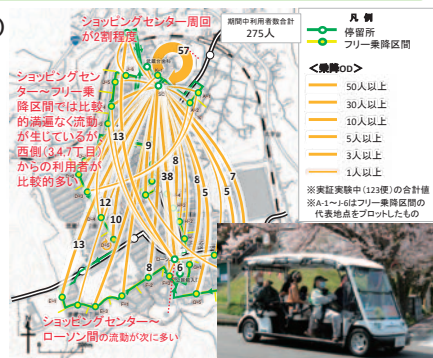 ショッピングセンター周回
が2割程度
期間中利用者数合計
275人
凡 例
停留所
フリー乗降区間
＜乗降OD＞
50人以上
30人以上
10人以上
5人以上
3人以上
1人以上
※実証実験中（123便）の合計値
※A-1～J-6はフリー乗降区間の
代表地点をプロットしたもの
57
ショッピングセン
ター～フリー乗
降区間では比較
的満遍なく流動
が生じているが
西側（3.4.7丁目）
からの利用者が
比較的多い
13
9
8
8
7
38
5
5
12
10
13
8
6
ショッピングセンター～
ローソン間の流動が次に多い